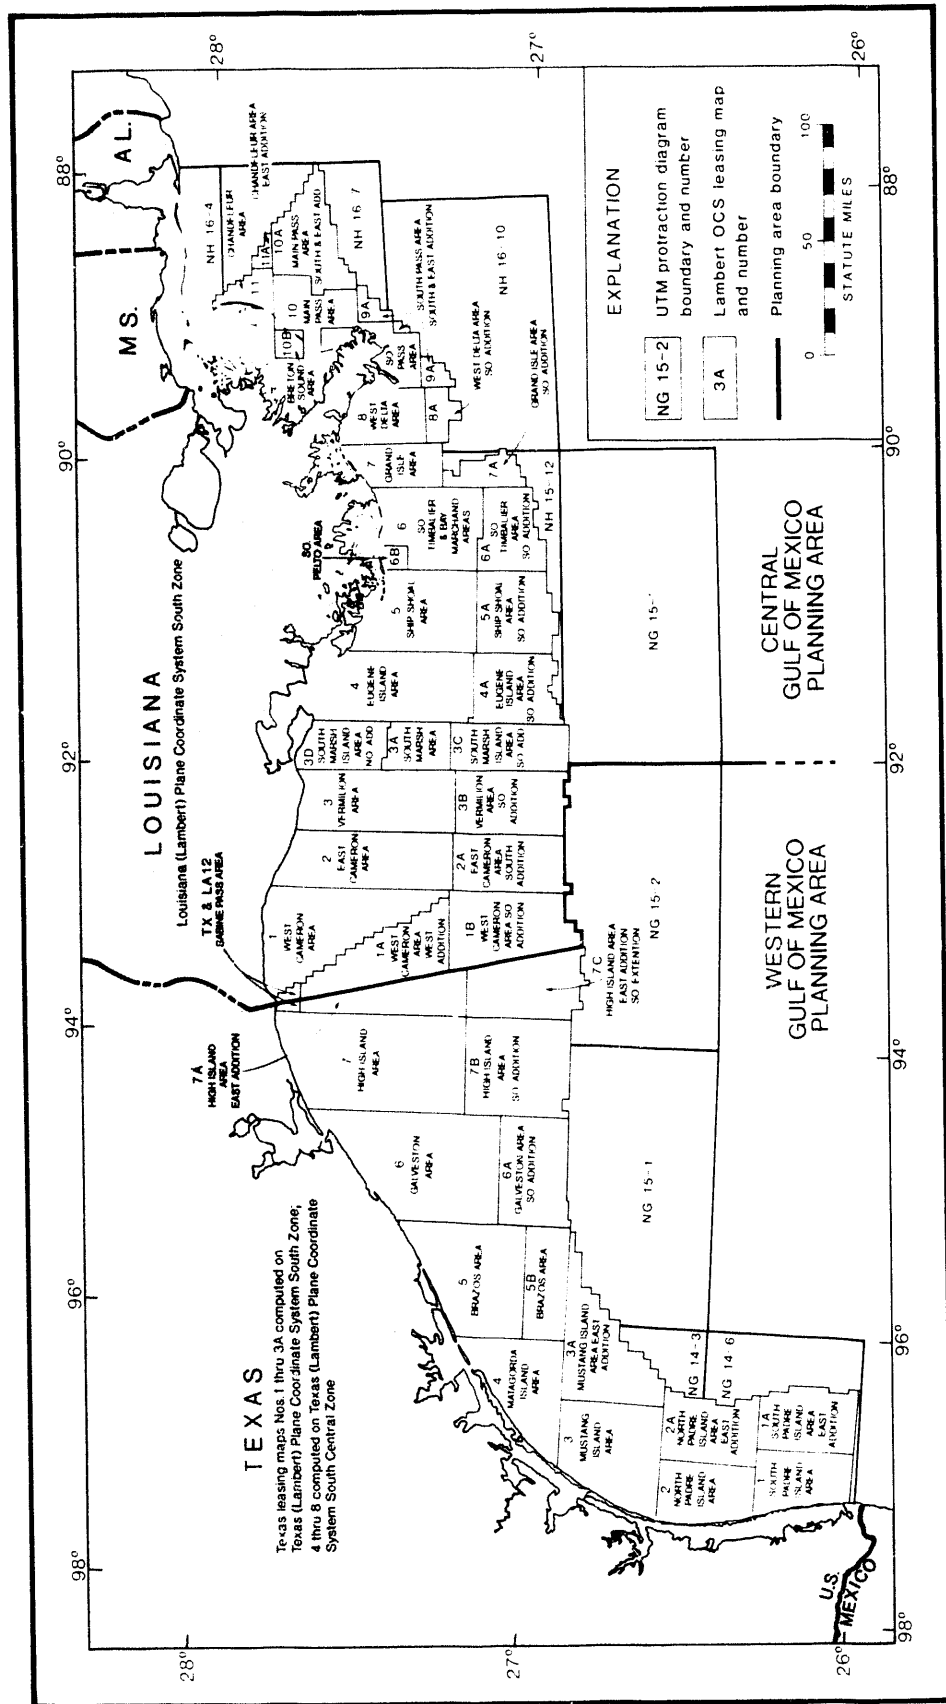 98°
96°
94°
92°
90°
88°
TEXAS
Texas leasing maps Nos. 1 thru 3A computed on
Texas (Lambert) Plane Coordinate System South Zone;
4 thru 8 computed on Texas (Lambert) Plane Coordinate
System South Central Zone
LOUISIANA
Louisiana (Lambert) Plane Coordinate System South Zone
MS.
AL.
7A
HIGH ISLAND
AREA
EAST ADDITION
TX & LA 12
SABINE PASS AREA
SO.
PELTO AREA
28°
28°
27°
27°
26°
26°
U.S.
MEXICO
1
SOUTH
PADRE
ISLAND
AREA
1A
SOUTH
PADRE
ISLAND
AREA
EAST
ADDITION
2
NORTH
PADRE
ISLAND
AREA
2A
NORTH
PADRE
ISLAND
AREA
EAST
ADDITION
3
MUSTANG
ISLAND
AREA
3A
MUSTANG ISLAND
AREA EAST
ADDITION
4
MATAGORDA
ISLAND
AREA
5
BRAZOS AREA
5B
BRAZOS AREA
6
GALVESTON
AREA
6A
GALVESTON AREA
SO ADDITION
7
HIGH ISLAND
AREA
7B
HIGH ISLAND
AREA
SO ADDITION
7C
HIGH ISLAND AREA
EAST ADDITION
SO EXTENTION
1
WEST
CAMERON
AREA
1A
WEST
CAMERON
AREA
WEST
ADDITION
1B
WEST
CAMERON
AREA SO
ADDITION
2
EAST
CAMERON
AREA
2A
EAST
CAMERON
AREA
SOUTH
ADDITION
3
VERMILION
AREA
3B
VERMILION
AREA
SO
ADDITION
3D
SOUTH
MARSH
ISLAND
AREA
NO ADD
3A
SOUTH
MARSH
AREA
3C
SOUTH
MARSH
ISLAND
AREA
SO ADD
4
EUGENE
ISLAND
AREA
4A
EUGENE
ISLAND
AREA
SO ADDITION
5
SHIP SHOAL
AREA
5A
SHIP SHOAL
AREA
SO ADDITION
6B
6
SO
TIMBALIER
& BAY
MARCHAND
AREAS
6A
SO
TIMBALIER
AREA
SO ADDITION
7
GRAND
ISLE
AREA
7A
GRAND ISLE AREA
SO ADDITION
8
WEST
DELTA
AREA
8A
WEST DELTA AREA
SO ADDITION
SO
PASS
AREA
9A
9A
SOUTH PASS AREA
SOUTH & EAST ADDITION
10B
BRETON
SOUND
AREA
10
MAIN
PASS
AREA
10A
MAIN PASS
AREA
SOUTH & EAST ADD
11
11A
CHANDELEUR
AREA
CHANDELEUR AREA
EAST ADDITION
NH 16-4
NH 16-7
NH 16-10
NH 15-12
NG 14-3
NG 14-6
NG 15-1
NG 15-2
WESTERN
GULF OF MEXICO
PLANNING AREA
CENTRAL
GULF OF MEXICO
PLANNING AREA
EXPLANATION
NG 15-2
UTM protraction diagram
boundary and number
3A
Lambert OCS leasing map
and number
Planning area boundary
0
50
100
STATUTE MILES
98°
96°
94°
92°
90°
88°